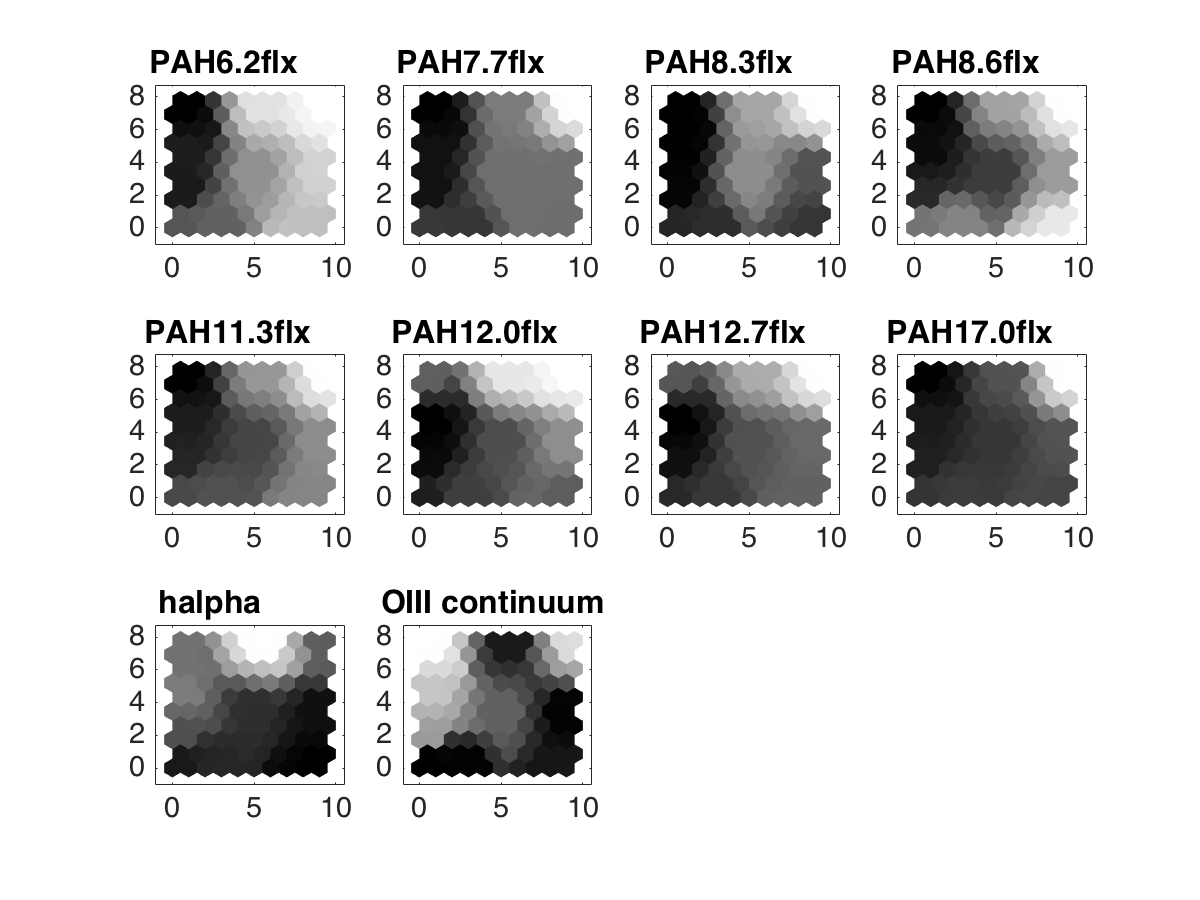 PAH6.2flx PAH7.7flx PAH8.3flx PAH8.6flx
8 8 8 8
6 6 6 6
4 4 4 4
2 2 2 2
0 0 0 0
0 5 10 0 5 10 0 5 10 0 5 10
PAH11.3flx PAH12.0flx PAH12.7flx PAH17.0flx
8 8 8 8
6 6 6 6
4 4 4 4
2 2 2 2
0 0 0 0
0 5 10 0 5 10 0 5 10 0 5 10
halpha OIII continuum
8 8
6 6
4 4
2 2
0 0
0 5 10 0 5 10